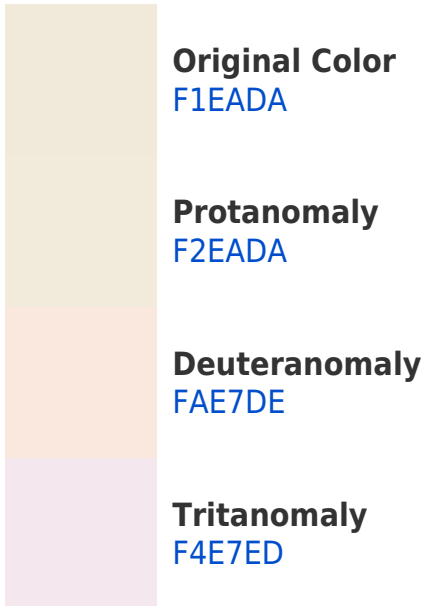 Original Color
F1EADA
Protanomaly
F2EADA
Deuteranomaly
FAE7DE
Tritanomaly
F4E7ED